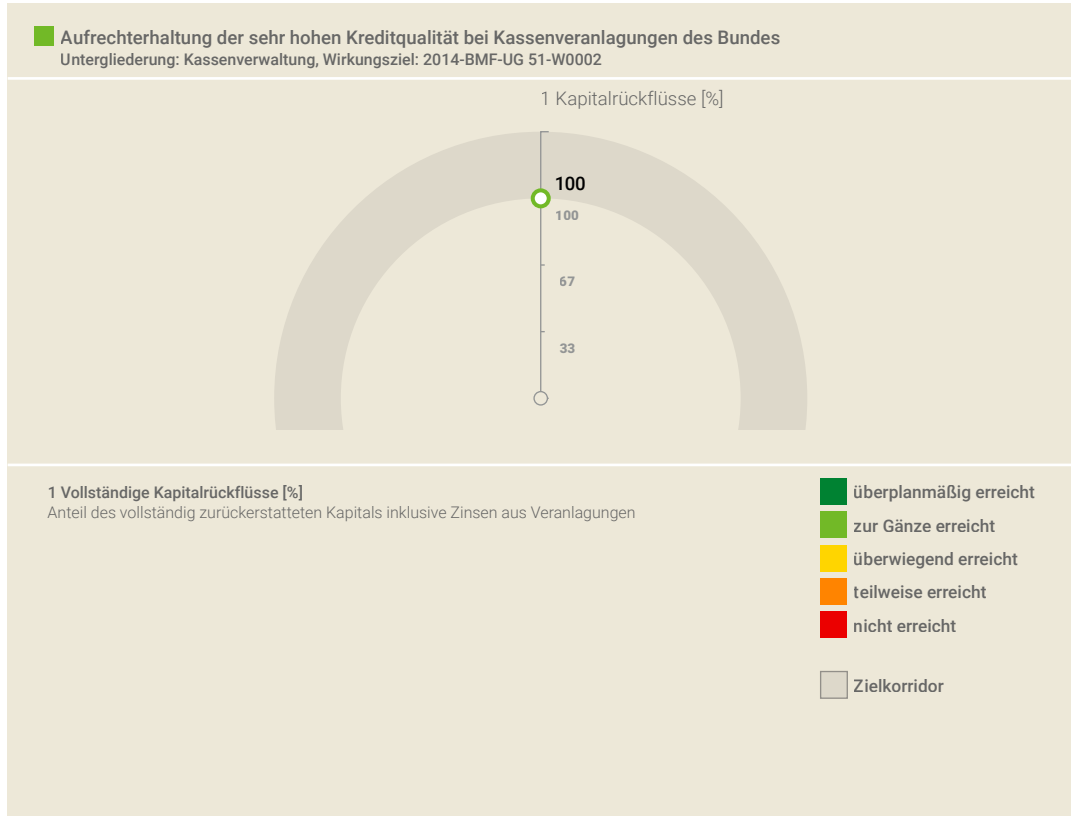 Aufrechterhaltung der sehr hohen Kreditqualität bei Kassenveranlagungen des Bundes
Untergliederung: Kassenverwaltung, Wirkungsziel: 2014-BMF-UG 51-W0002
1 Kapitalrückflüsse [%]
100
100
67
33
1 Vollständige Kapitalrückflüsse [%]
Anteil des vollständig zurückerstatteten Kapitals inklusive Zinsen aus Veranlagungen
überplanmäßig erreicht
zur Gänze erreicht
überwiegend erreicht
teilweise erreicht
nicht erreicht
Zielkorridor